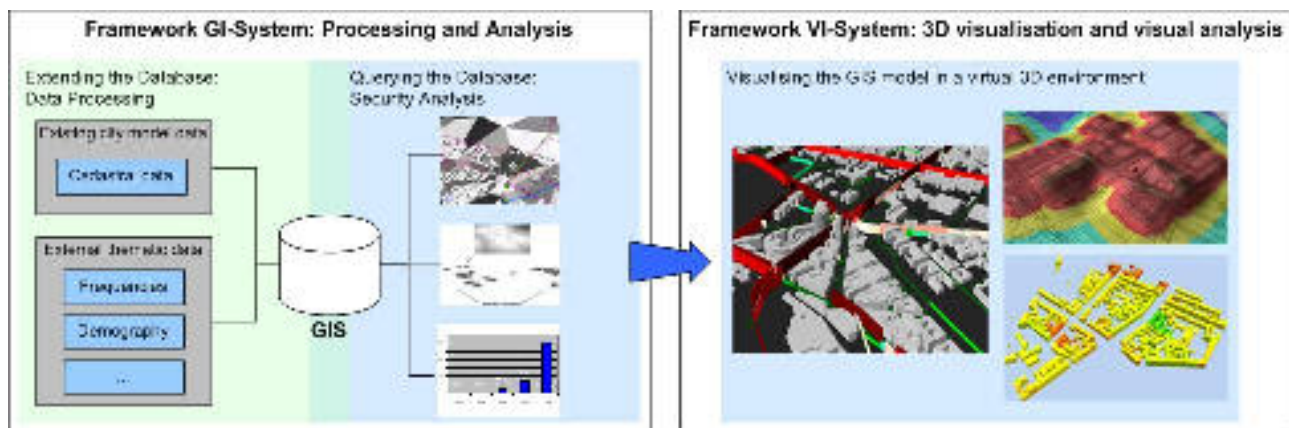 Framework GI-System: Processing and Analysis
Extending the Database:
Data Processing
Existing city model data
Cadastral data
External thematic data
Frequencies
Demography
...
GIS
Querying the Database:
Security Analysis
Framework VI-System: 3D visualisation and visual analysis
Visualising the GIS model in a virtual 3D environment